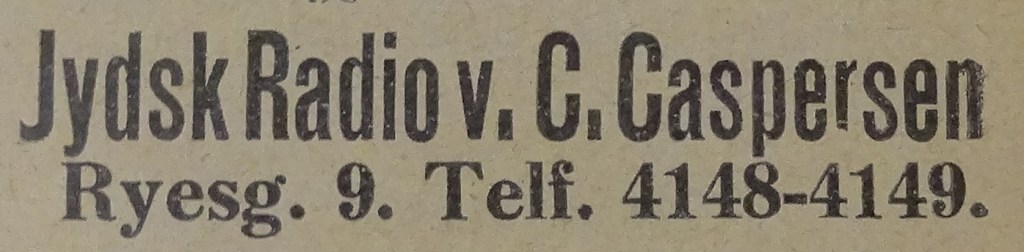 Jydsk Radio v. C. Caspersen
Ryesg. 9. Telf. 4148-4149.